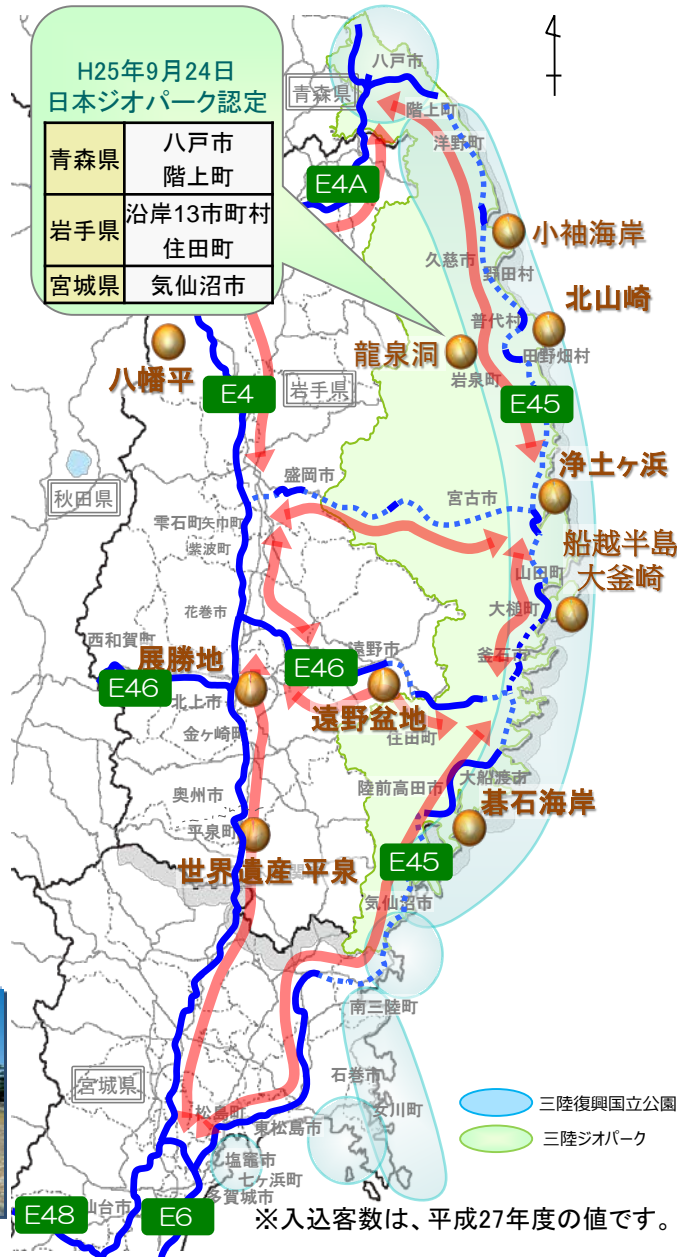 H25年9月24日
日本ジオパーク認定
青森県
八戸市
階上町
岩手県
沿岸13市町村
住田町
宮城県
気仙沼市
八戸市
青森県
階上町
洋野町
E4A
小袖海岸
久慈市
野田村
北山崎
普代村
田野畑村
龍泉洞
岩泉町
八幡平
E4
岩手県
E45
浄土ヶ浜
盛岡市
宮古市
秋田県
雫石町
矢巾町
紫波町
船越半島
大釜崎
山田町
大槌町
花巻市
西和賀町
遠野市
釜石市
展勝地
E46
E46
北上市
遠野盆地
住田町
金ヶ崎町
奥州市
陸前高田市
大船渡市
碁石海岸
平泉町
世界遺産 平泉
E45
気仙沼市
南三陸町
宮城県
石巻市
女川町
松島町
東松島市
塩竈市
七ヶ浜町
多賀城市
仙台市
E48
E6
三陸復興国立公園
三陸ジオパーク
※入込客数は、平成27年度の値です。